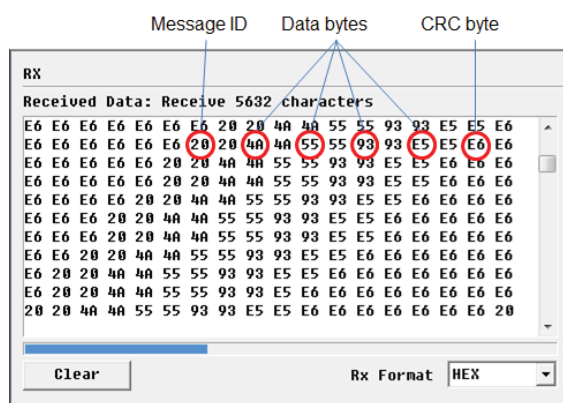 Message ID Data bytes CRC byte
RX
Received Data: Receive 5632 characters
E6 E6 E6 E6 E6 E6 E6 20 20 4A 4A 55 55 93 93 E5 E5 E6
E6 E6 E6 E6 E6 E6 20 20 4A 4A 55 55 93 93 E5 E5 E6 E6
E6 E6 E6 E6 E6 20 20 4A 4A 55 55 93 93 E5 E5 E6 E6 E6
E6 E6 E6 E6 E6 20 20 4A 4A 55 55 93 93 E5 E5 E6 E6 E6
E6 E6 E6 E6 20 20 4A 4A 55 55 93 93 E5 E5 E6 E6 E6 E6
E6 E6 E6 20 20 4A 4A 55 55 93 93 E5 E5 E6 E6 E6 E6 E6
E6 E6 E6 20 20 4A 4A 55 55 93 93 E5 E5 E6 E6 E6 E6 E6
E6 E6 20 20 4A 4A 55 55 93 93 E5 E5 E6 E6 E6 E6 E6 E6
E6 20 20 4A 4A 55 55 93 93 E5 E5 E6 E6 E6 E6 E6 E6 E6
E6 20 20 4A 4A 55 55 93 93 E5 E6 E6 E6 E6 E6 E6 E6 E6
20 20 4A 4A 55 55 93 93 E5 E5 E6 E6 E6 E6 E6 E6 E6 20
Clear Rx Format HEX